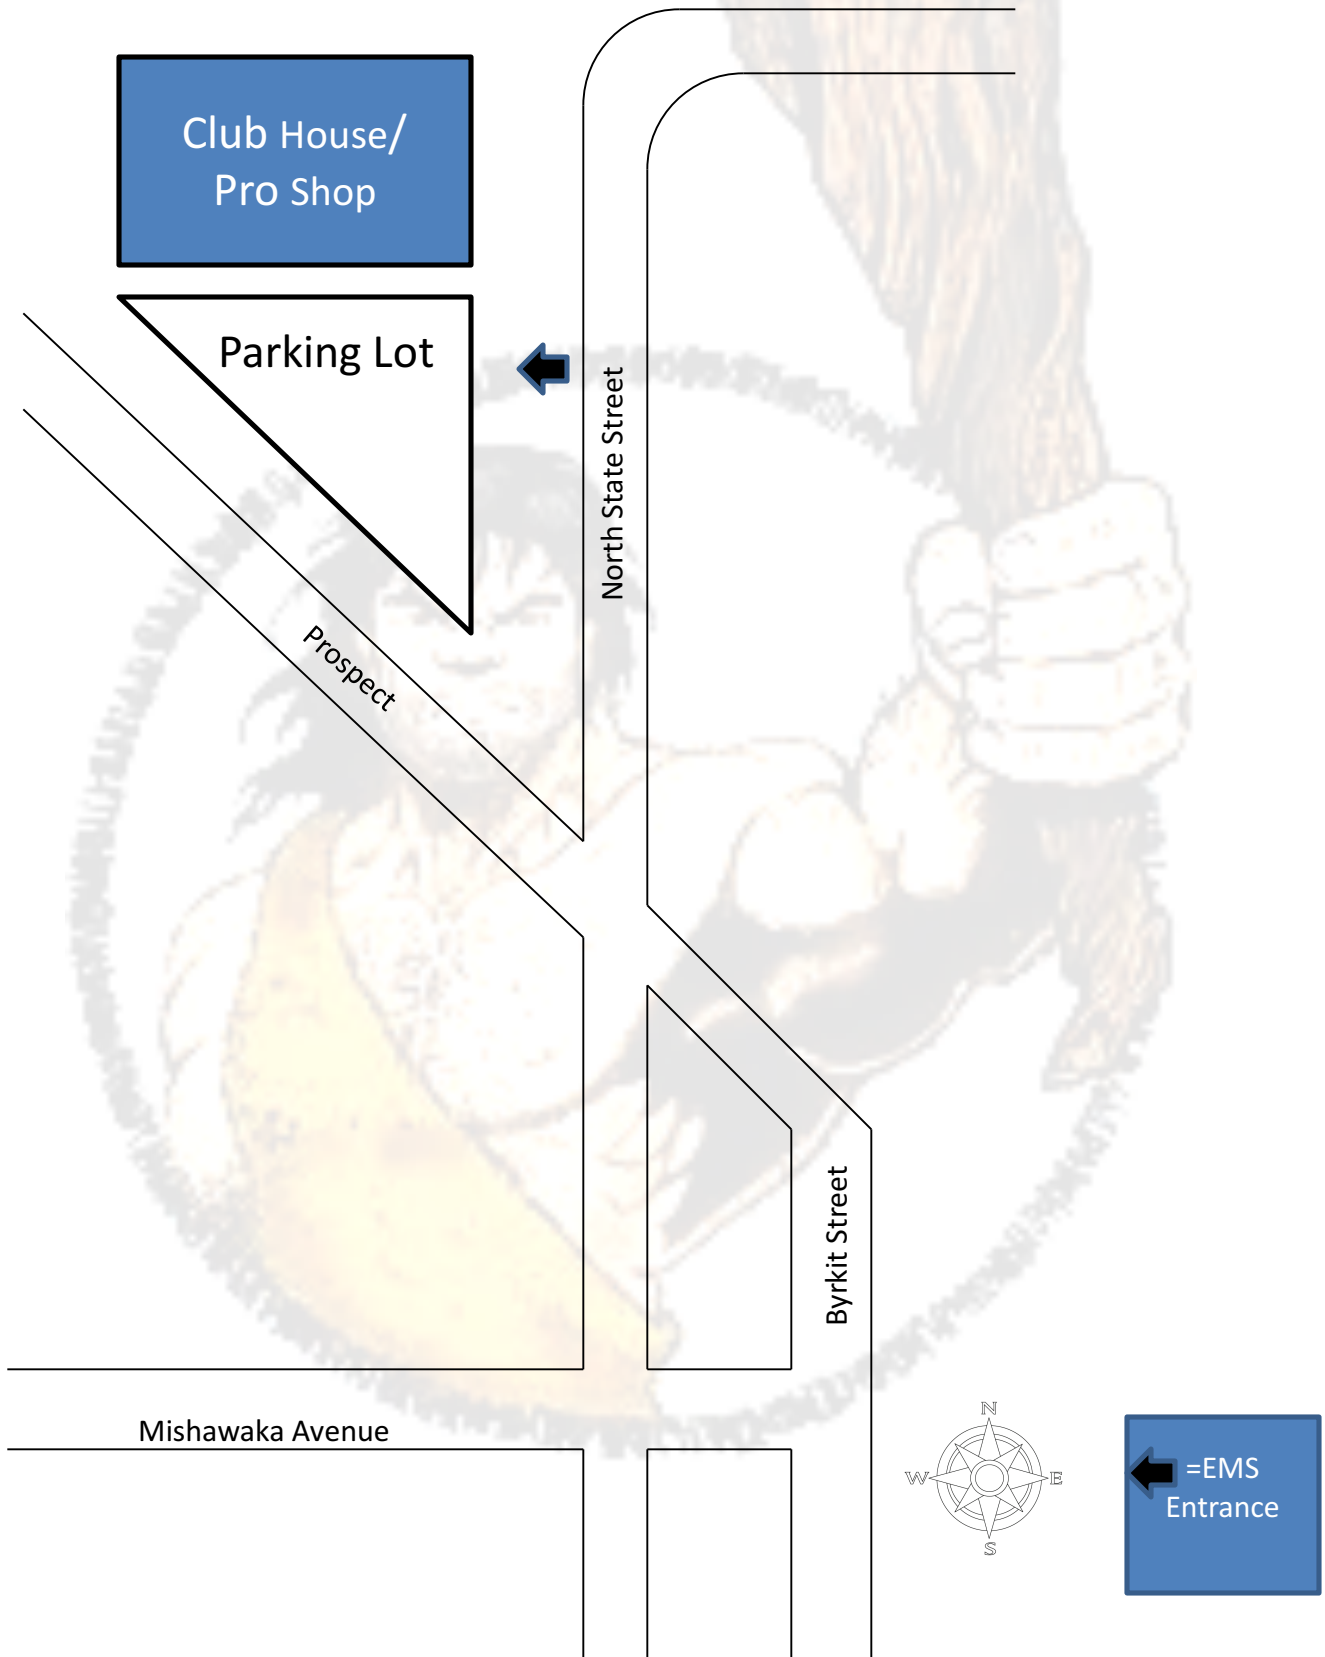 Club House/
Pro Shop
Parking Lot
North State Street
Prospect
Byrkit Street
Mishawaka Avenue
N
W
E
S
=EMS
Entrance